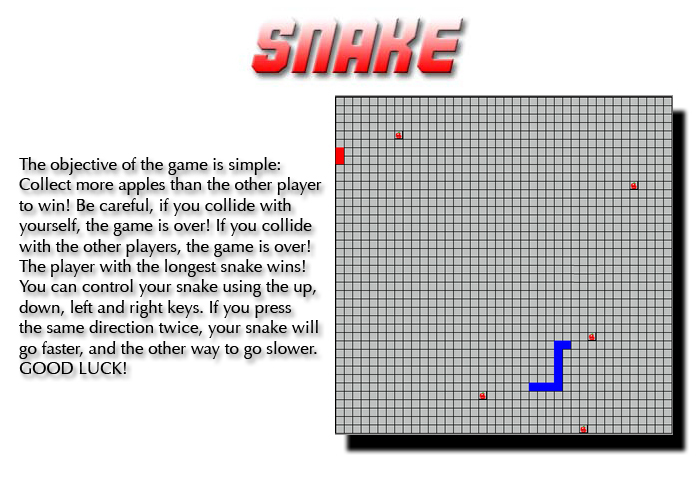 SNAKE
The objective of the game is simple:
Collect more apples than the other player
to win! Be careful, if you collide with
yourself, the game is over! If you collide
with the other players, the game is over!
The player with the longest snake wins!
You can control your snake using the up,
down, left and right keys. If you press
the same direction twice, your snake will
go faster, and the other way to go slower.
GOOD LUCK!